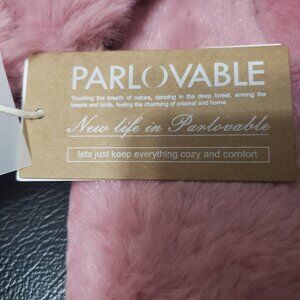 PARLOVABLE
Touching the breath of nature, dancing in the deep forest, among the
beasts and birds, feeling the charming of original and home.
New life in Parlovable
lets just keep everything cozy and comfort